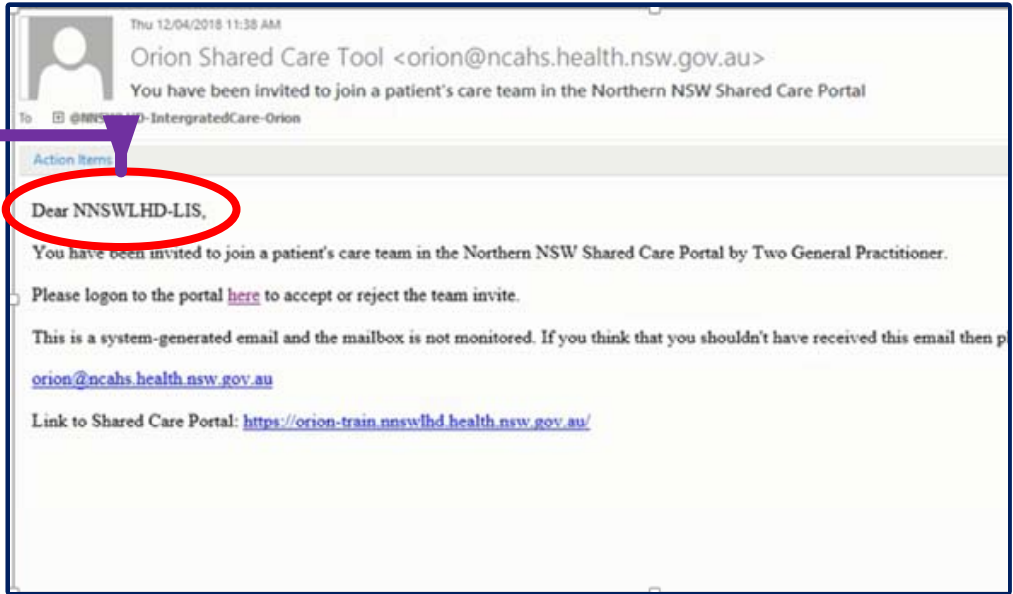 Thu 12/04/2018 11:38 AM
Orion Shared Care Tool <orion@ncahs.health.nsw.gov.au>
You have been invited to join a patient's care team in the Northern NSW Shared Care Portal
To @NNSW HD-IntergratedCare-Orion
Action Items
Dear NNSWLHD-LIS,
You have been invited to join a patient's care team in the Northern NSW Shared Care Portal by Two General Practitioner.
Please logon to the portal here to accept or reject the team invite.
This is a system-generated email and the mailbox is not monitored. If you think that you shouldn't have received this email then pl
orion@ncahs.health.nsw.gov.au
Link to Shared Care Portal: https://orion-train.nnswlhd.health.nsw.gov.au/